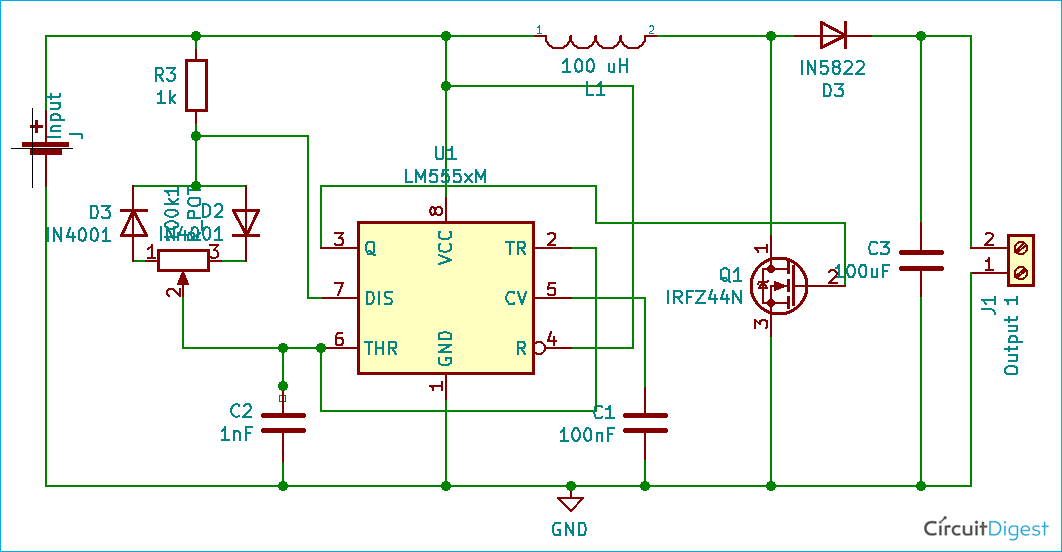 1
2
100 uH
L1
IN5822
D3
R3
1k
+
Input
J
U1
LM555xM
D3
IN4001
D2
IN4001
100k1
R_POT
1
3
2
8
VCC
3
Q
TR
2
7
DIS
CV
5
6
THR
GND
R
4
1
C2
1nF
C1
100nF
Q1
IRFZ44N
1
2
3
C3
100uF
2
1
J1
Output 1
GND
CircuitDigest